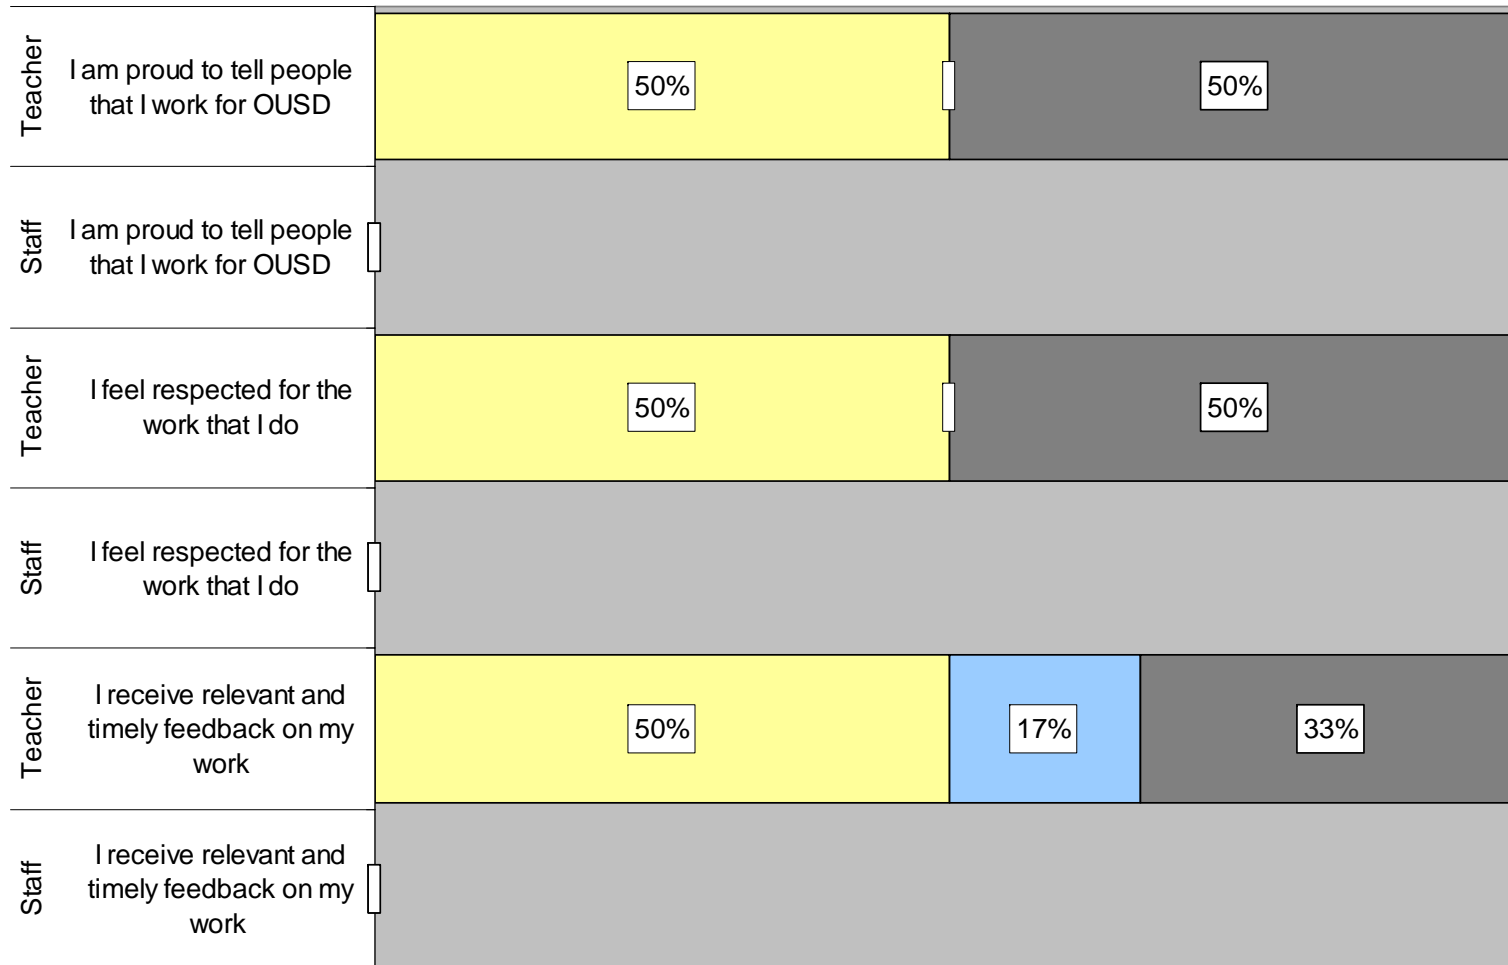 Teacher
I am proud to tell people
that I work for OUSD
50%
50%
Staff
I am proud to tell people
that I work for OUSD
Teacher
I feel respected for the
work that I do
50%
50%
Staff
I feel respected for the
work that I do
Teacher
I receive relevant and
timely feedback on my
work
50%
17%
33%
Staff
I receive relevant and
timely feedback on my
work